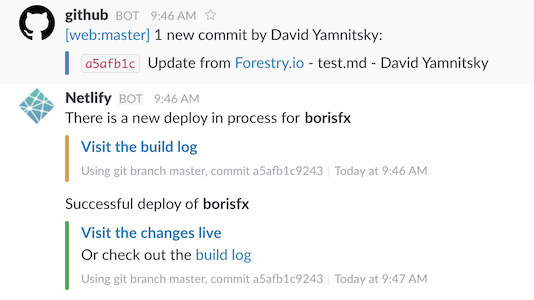 github BOT 9:46 AM
[web:master] 1 new commit by David Yamnitsky:
a5afb1c Update from Forestry.io - test.md - David Yamnitsky
Netlify BOT 9:46 AM
There is a new deploy in process for borisfx
Visit the build log
Using git branch master, commit a5afb1c9243 | Today at 9:46 AM
Successful deploy of borisfx
Visit the changes live
Or check out the build log
Using git branch master, commit a5afb1c9243 | Today at 9:47 AM